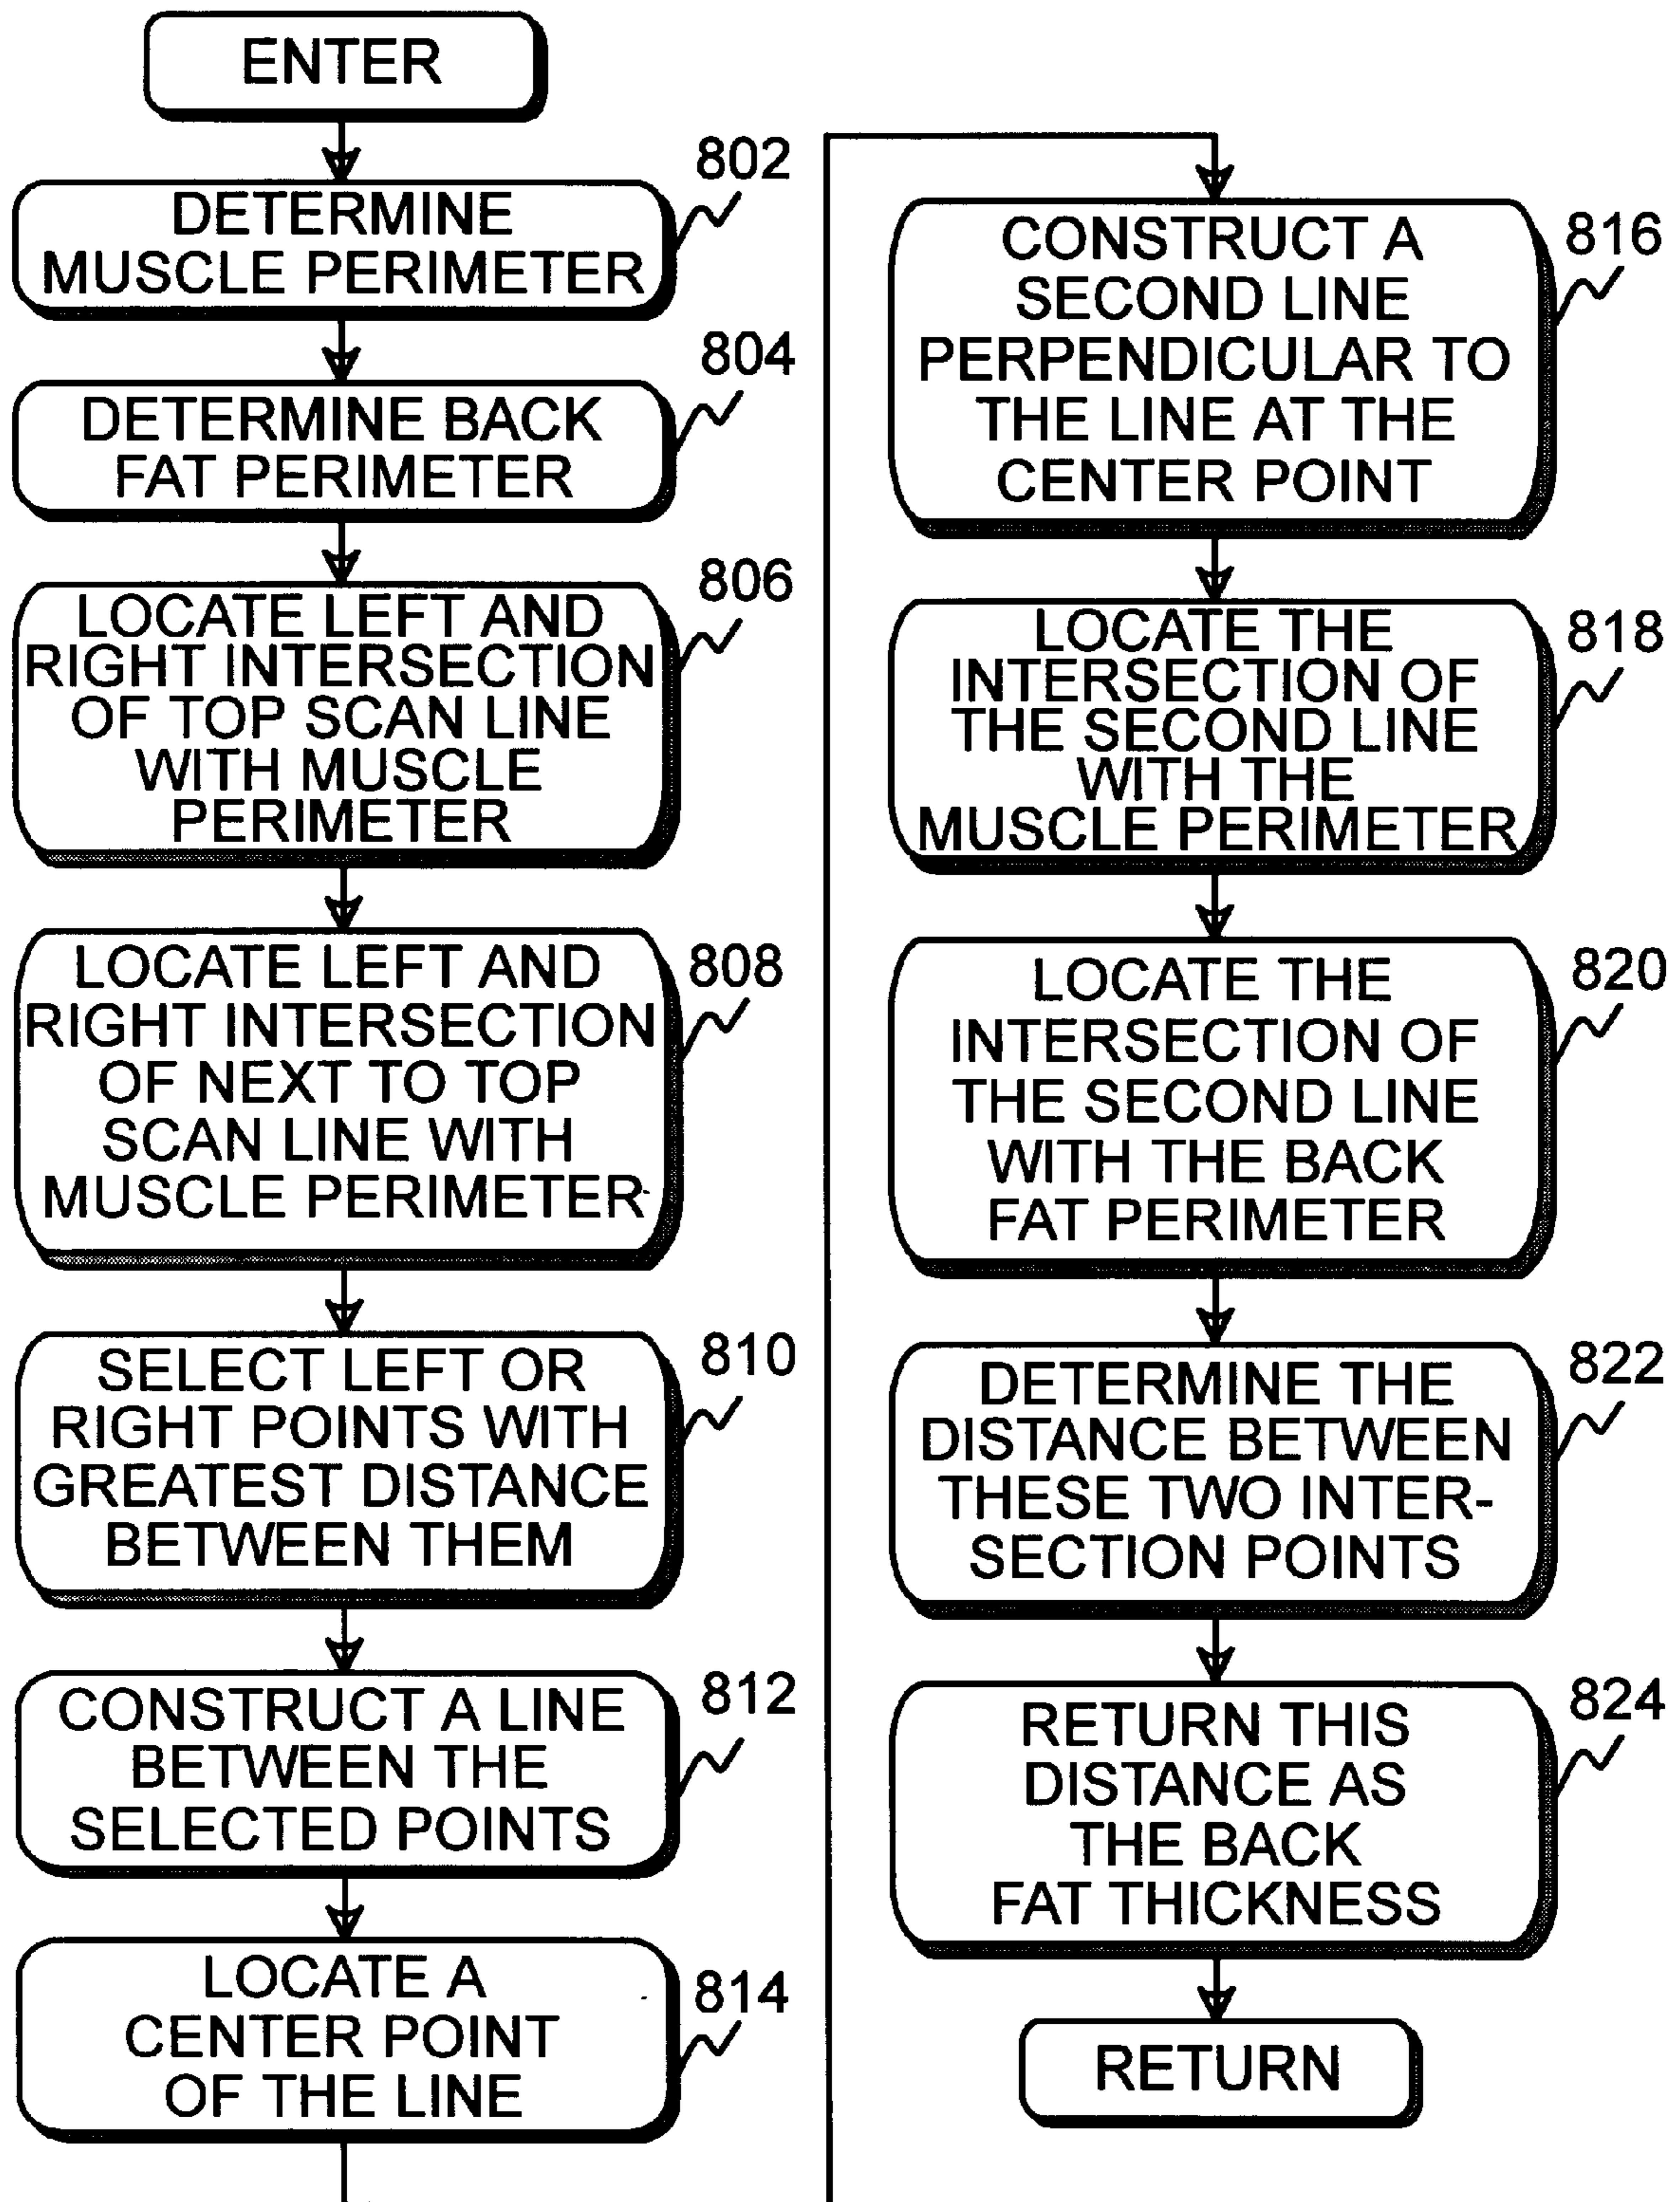 ENTER
802
DETERMINE
MUSCLE PERIMETER
804
DETERMINE BACK
FAT PERIMETER
806
LOCATE LEFT AND
RIGHT INTERSECTION
OF TOP SCAN LINE
WITH MUSCLE
PERIMETER
808
LOCATE LEFT AND
RIGHT INTERSECTION
OF NEXT TO TOP
SCAN LINE WITH
MUSCLE PERIMETER
810
SELECT LEFT OR
RIGHT POINTS WITH
GREATEST DISTANCE
BETWEEN THEM
812
CONSTRUCT A LINE
BETWEEN THE
SELECTED POINTS
814
LOCATE A
CENTER POINT
OF THE LINE
816
CONSTRUCT A
SECOND LINE
PERPENDICULAR TO
THE LINE AT THE
CENTER POINT
818
LOCATE THE
INTERSECTION OF
THE SECOND LINE
WITH THE
MUSCLE PERIMETER
820
LOCATE THE
INTERSECTION OF
THE SECOND LINE
WITH THE BACK
FAT PERIMETER
822
DETERMINE THE
DISTANCE BETWEEN
THESE TWO INTER-
SECTION POINTS
824
RETURN THIS
DISTANCE AS
THE BACK
FAT THICKNESS
RETURN